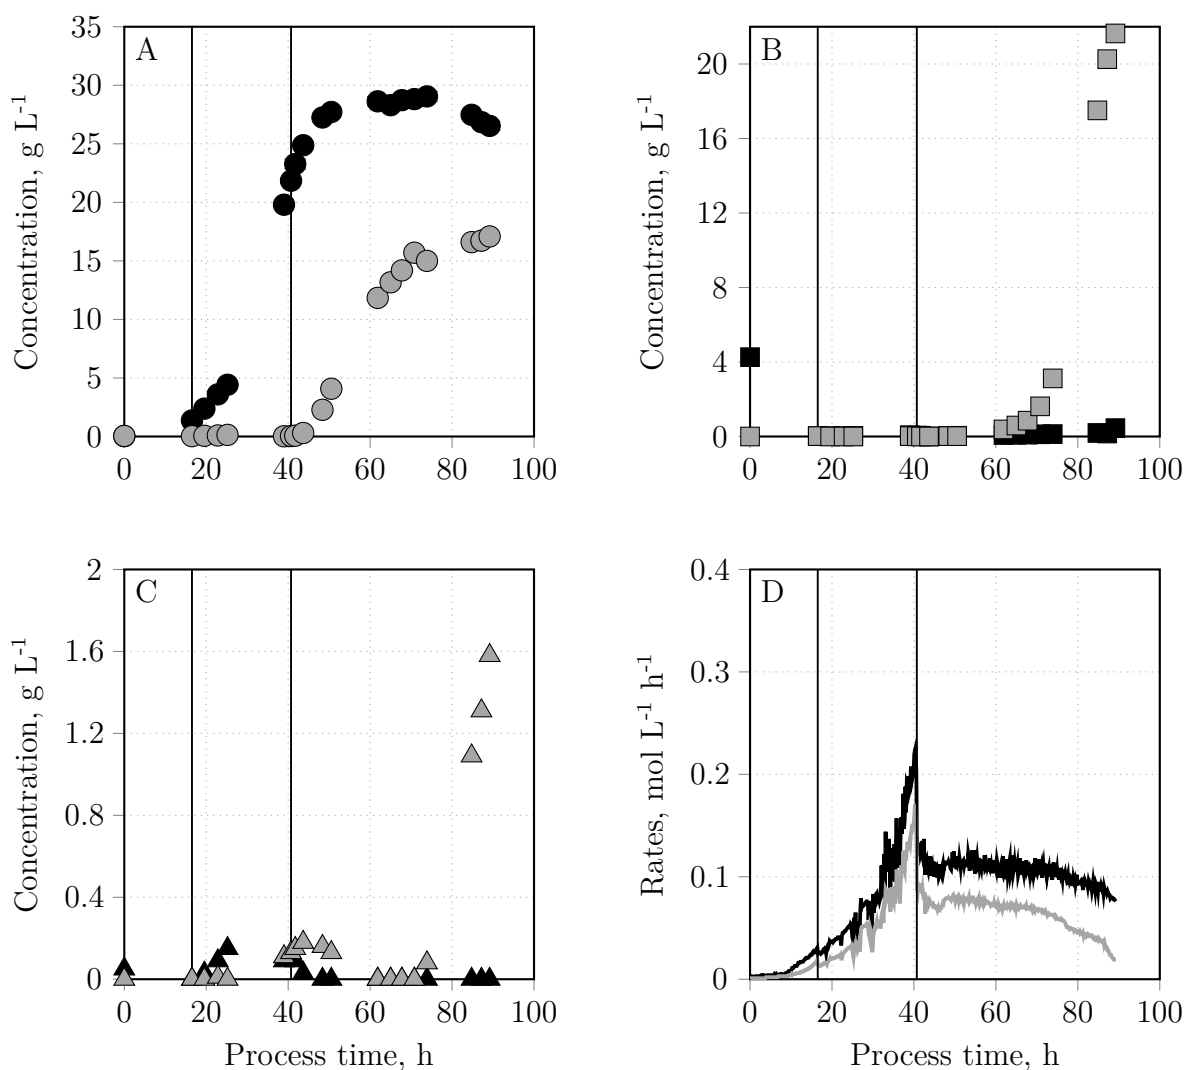 35
30
25
20
15
10
5
0
Concentration, g L-1
A
0 20 40 60 80 100
20
16
12
8
4
0
Concentration, g L-1
B
0 20 40 60 80 100
2
1.6
1.2
0.8
0.4
0
Concentration, g L-1
C
0 20 40 60 80 100
Process time, h
0.4
0.3
0.2
0.1
0
Rates, mol L-1 h-1
D
0 20 40 60 80 100
Process time, h